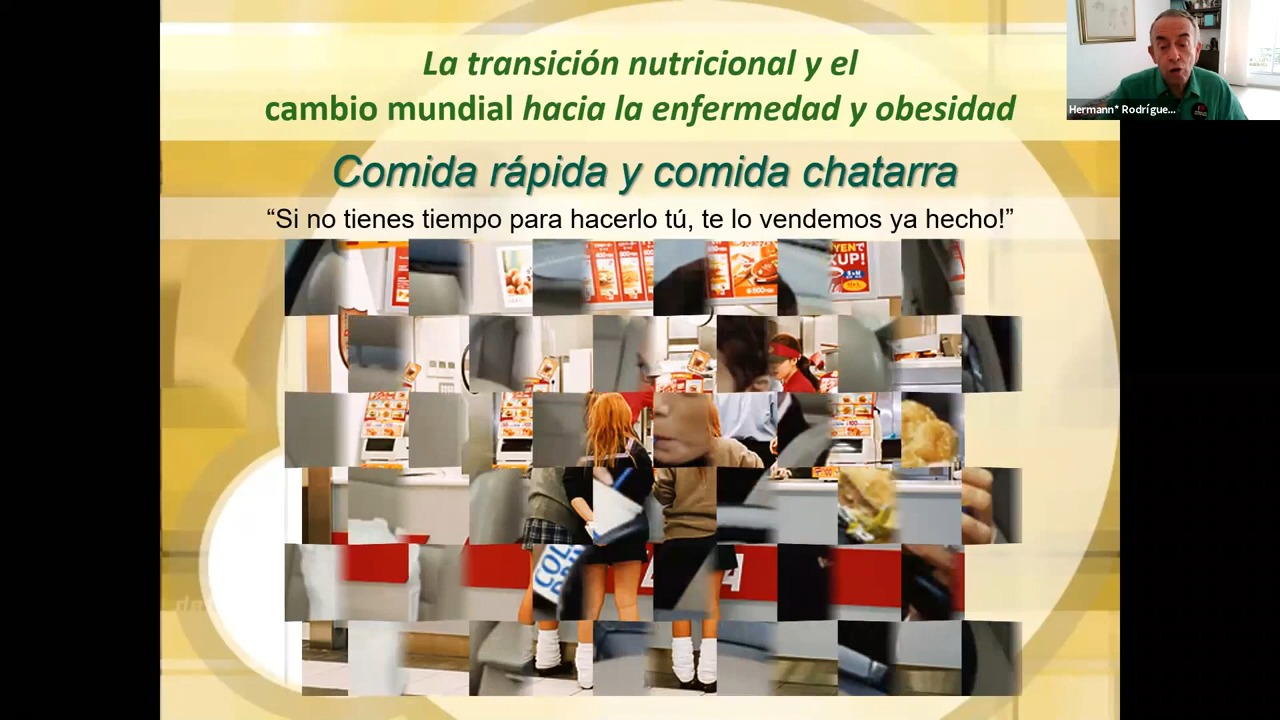 La transición nutricional y el
cambio mundial hacia la enfermedad y obesidad
Hermann* Rodrígue...
Comida rápida y comida chatarra
“Si no tienes tiempo para hacerlo tú, te lo vendemos ya hecho!”